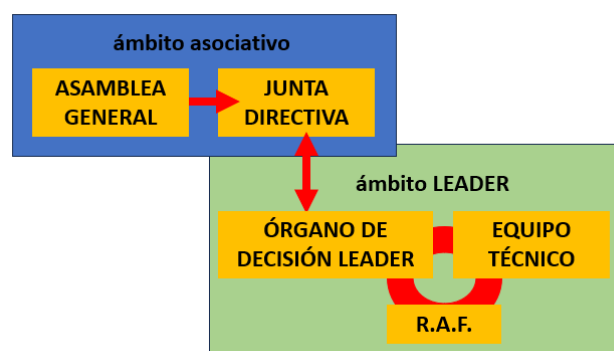 ámbito asociativo
ASAMBLEA
GENERAL
JUNTA
DIRECTIVA
ámbito LEADER
ÓRGANO DE
DECISIÓN LEADER
EQUIPO
TÉCNICO
R.A.F.